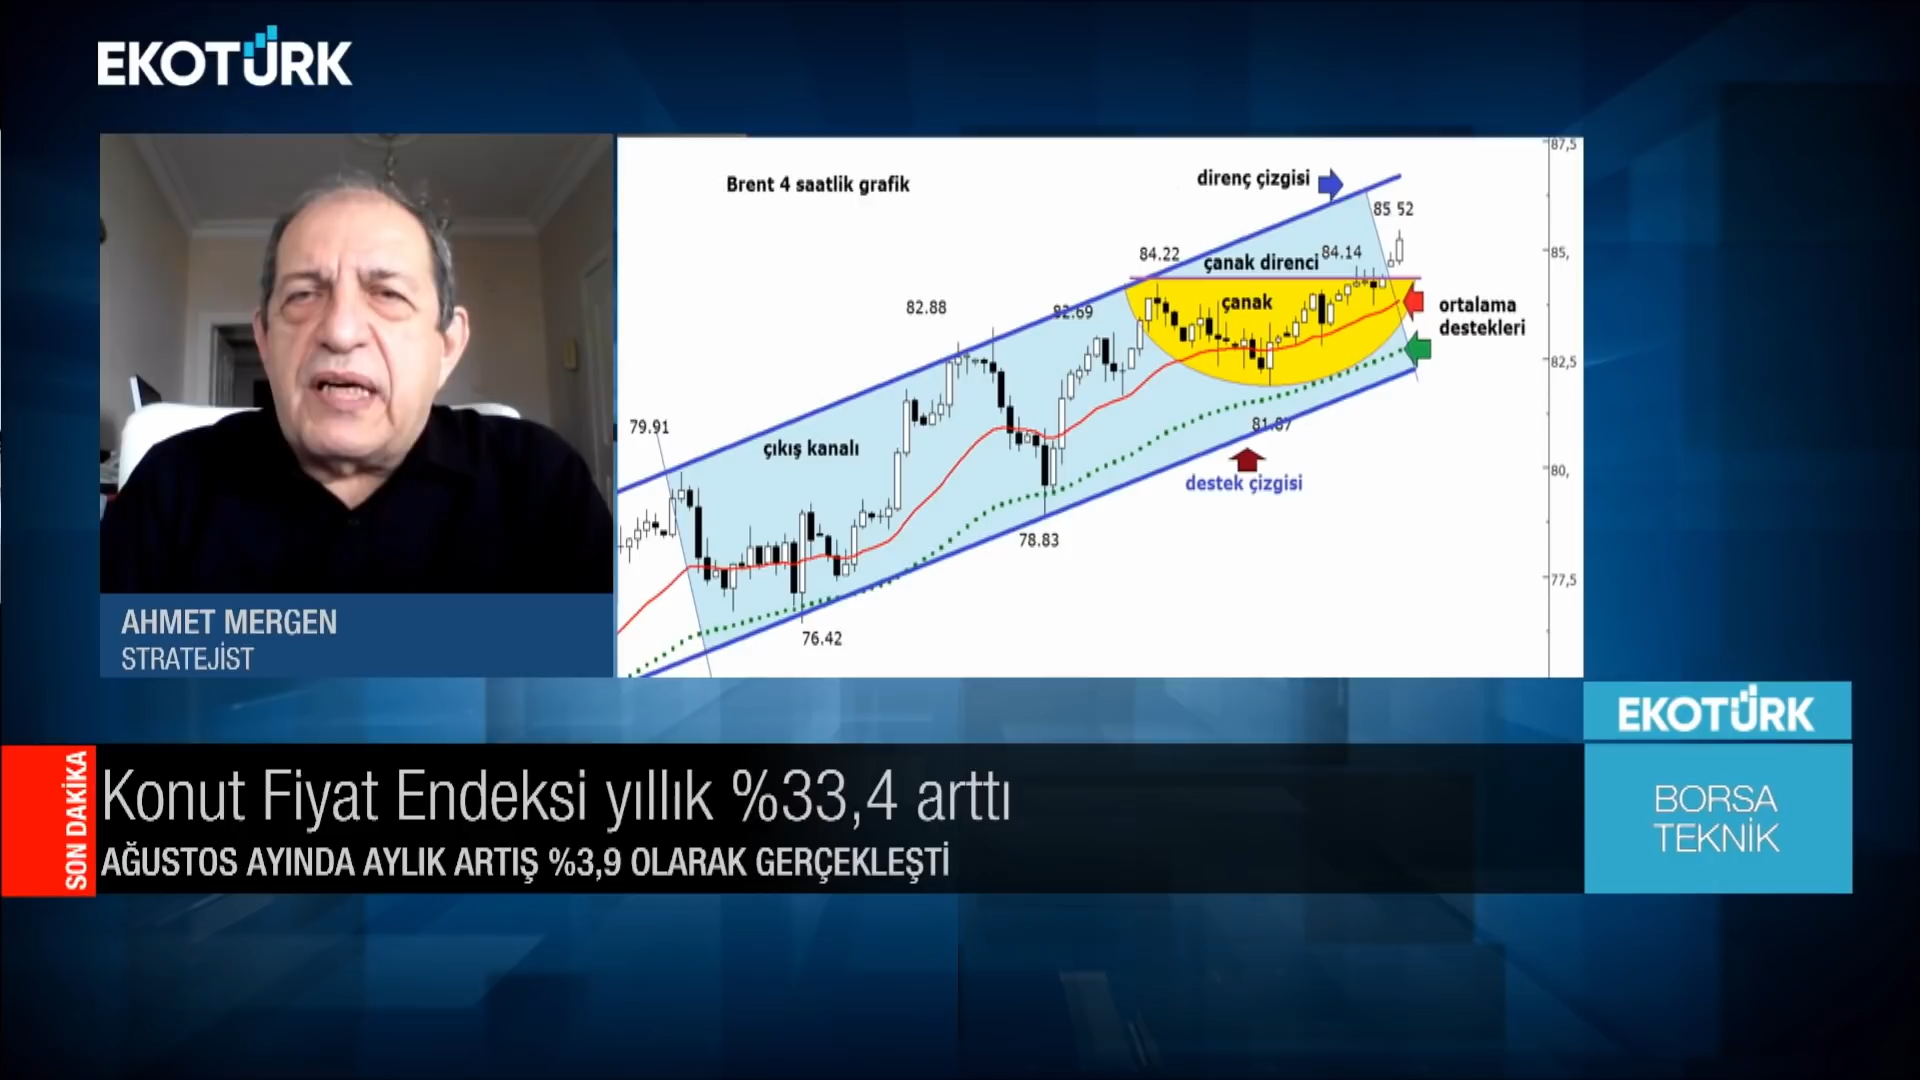 EKOTÜRK
Brent 4 saatlik grafik
direnç çizgisi
87,5
85 52
84.22
çanak direnci
84.14
85,
çanak
82.88
82.69
ortalama
destekleri
82,5
79.91
çıkış kanalı
81.87
80,
destek çizgisi
78.83
77,5
76.42
AHMET MERGEN
STRATEJİST
EKOTÜRK
SON DAKİKA
Konut Fiyat Endeksi yıllık %33,4 arttı
AĞUSTOS AYINDA AYLIK ARTIŞ %3,9 OLARAK GERÇEKLEŞTİ
BORSA
TEKNİK